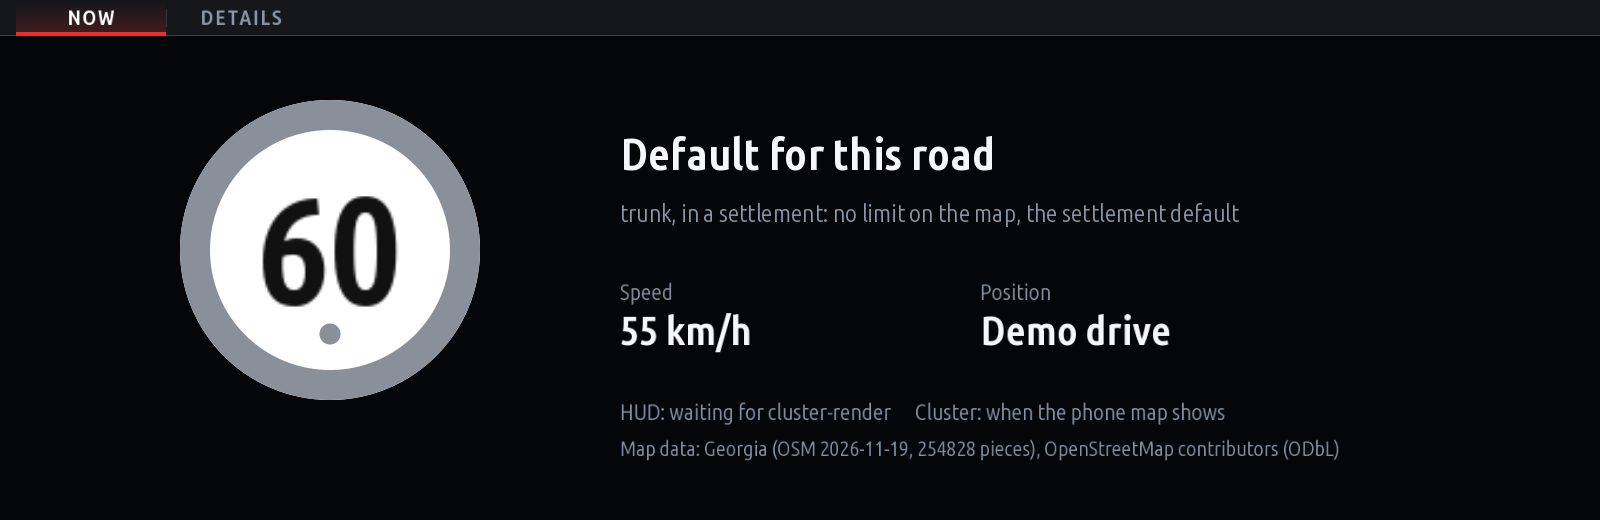 NOW DETAILS
60
Default for this road
trunk, in a settlement: no limit on the map, the settlement default
Speed Position
55 km/h Demo drive
HUD: waiting for cluster-render Cluster: when the phone map shows
Map data: Georgia (OSM 2026-11-19, 254828 pieces), OpenStreetMap contributors (ODbL)